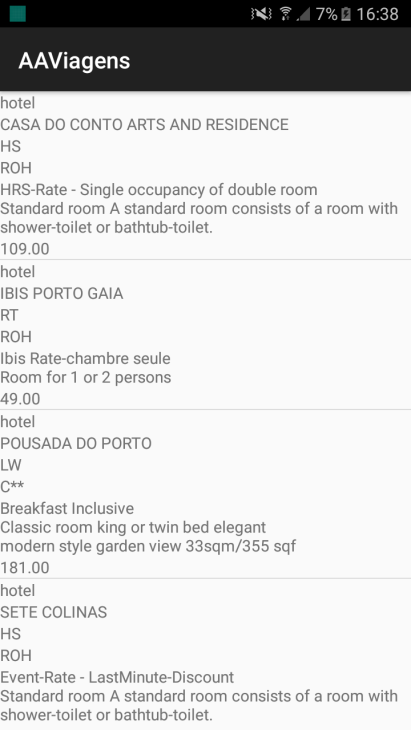 7% 16:38
AAViagens
hotel
CASA DO CONTO ARTS AND RESIDENCE
HS
ROH
HRS-Rate - Single occupancy of double room
Standard room A standard room consists of a room with
shower-toilet or bathtub-toilet.
109.00
hotel
IBIS PORTO GAIA
RT
ROH
Ibis Rate-chambre seule
Room for 1 or 2 persons
49.00
hotel
POUSADA DO PORTO
LW
C**
Breakfast Inclusive
Classic room king or twin bed elegant
modern style garden view 33sqm/355 sqf
181.00
hotel
SETE COLINAS
HS
ROH
Event-Rate - LastMinute-Discount
Standard room A standard room consists of a room with
shower-toilet or bathtub-toilet.